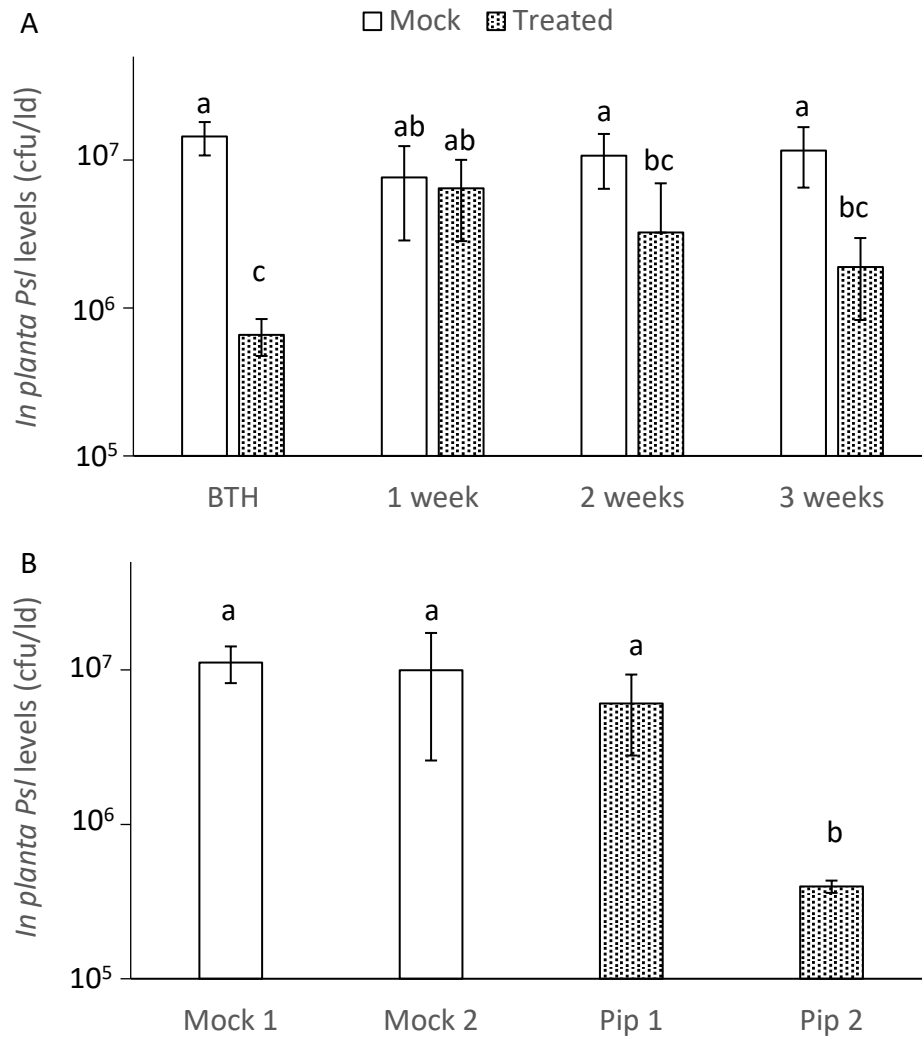 A
Mock Treated
In planta Psl levels (cfu/ld)
10⁷
10⁶
10⁵
a
c
ab
ab
a
bc
a
bc
BTH 1 week 2 weeks 3 weeks
B
In planta Psl levels (cfu/ld)
10⁷
10⁶
10⁵
a
a
a
b
Mock 1 Mock 2 Pip 1 Pip 2